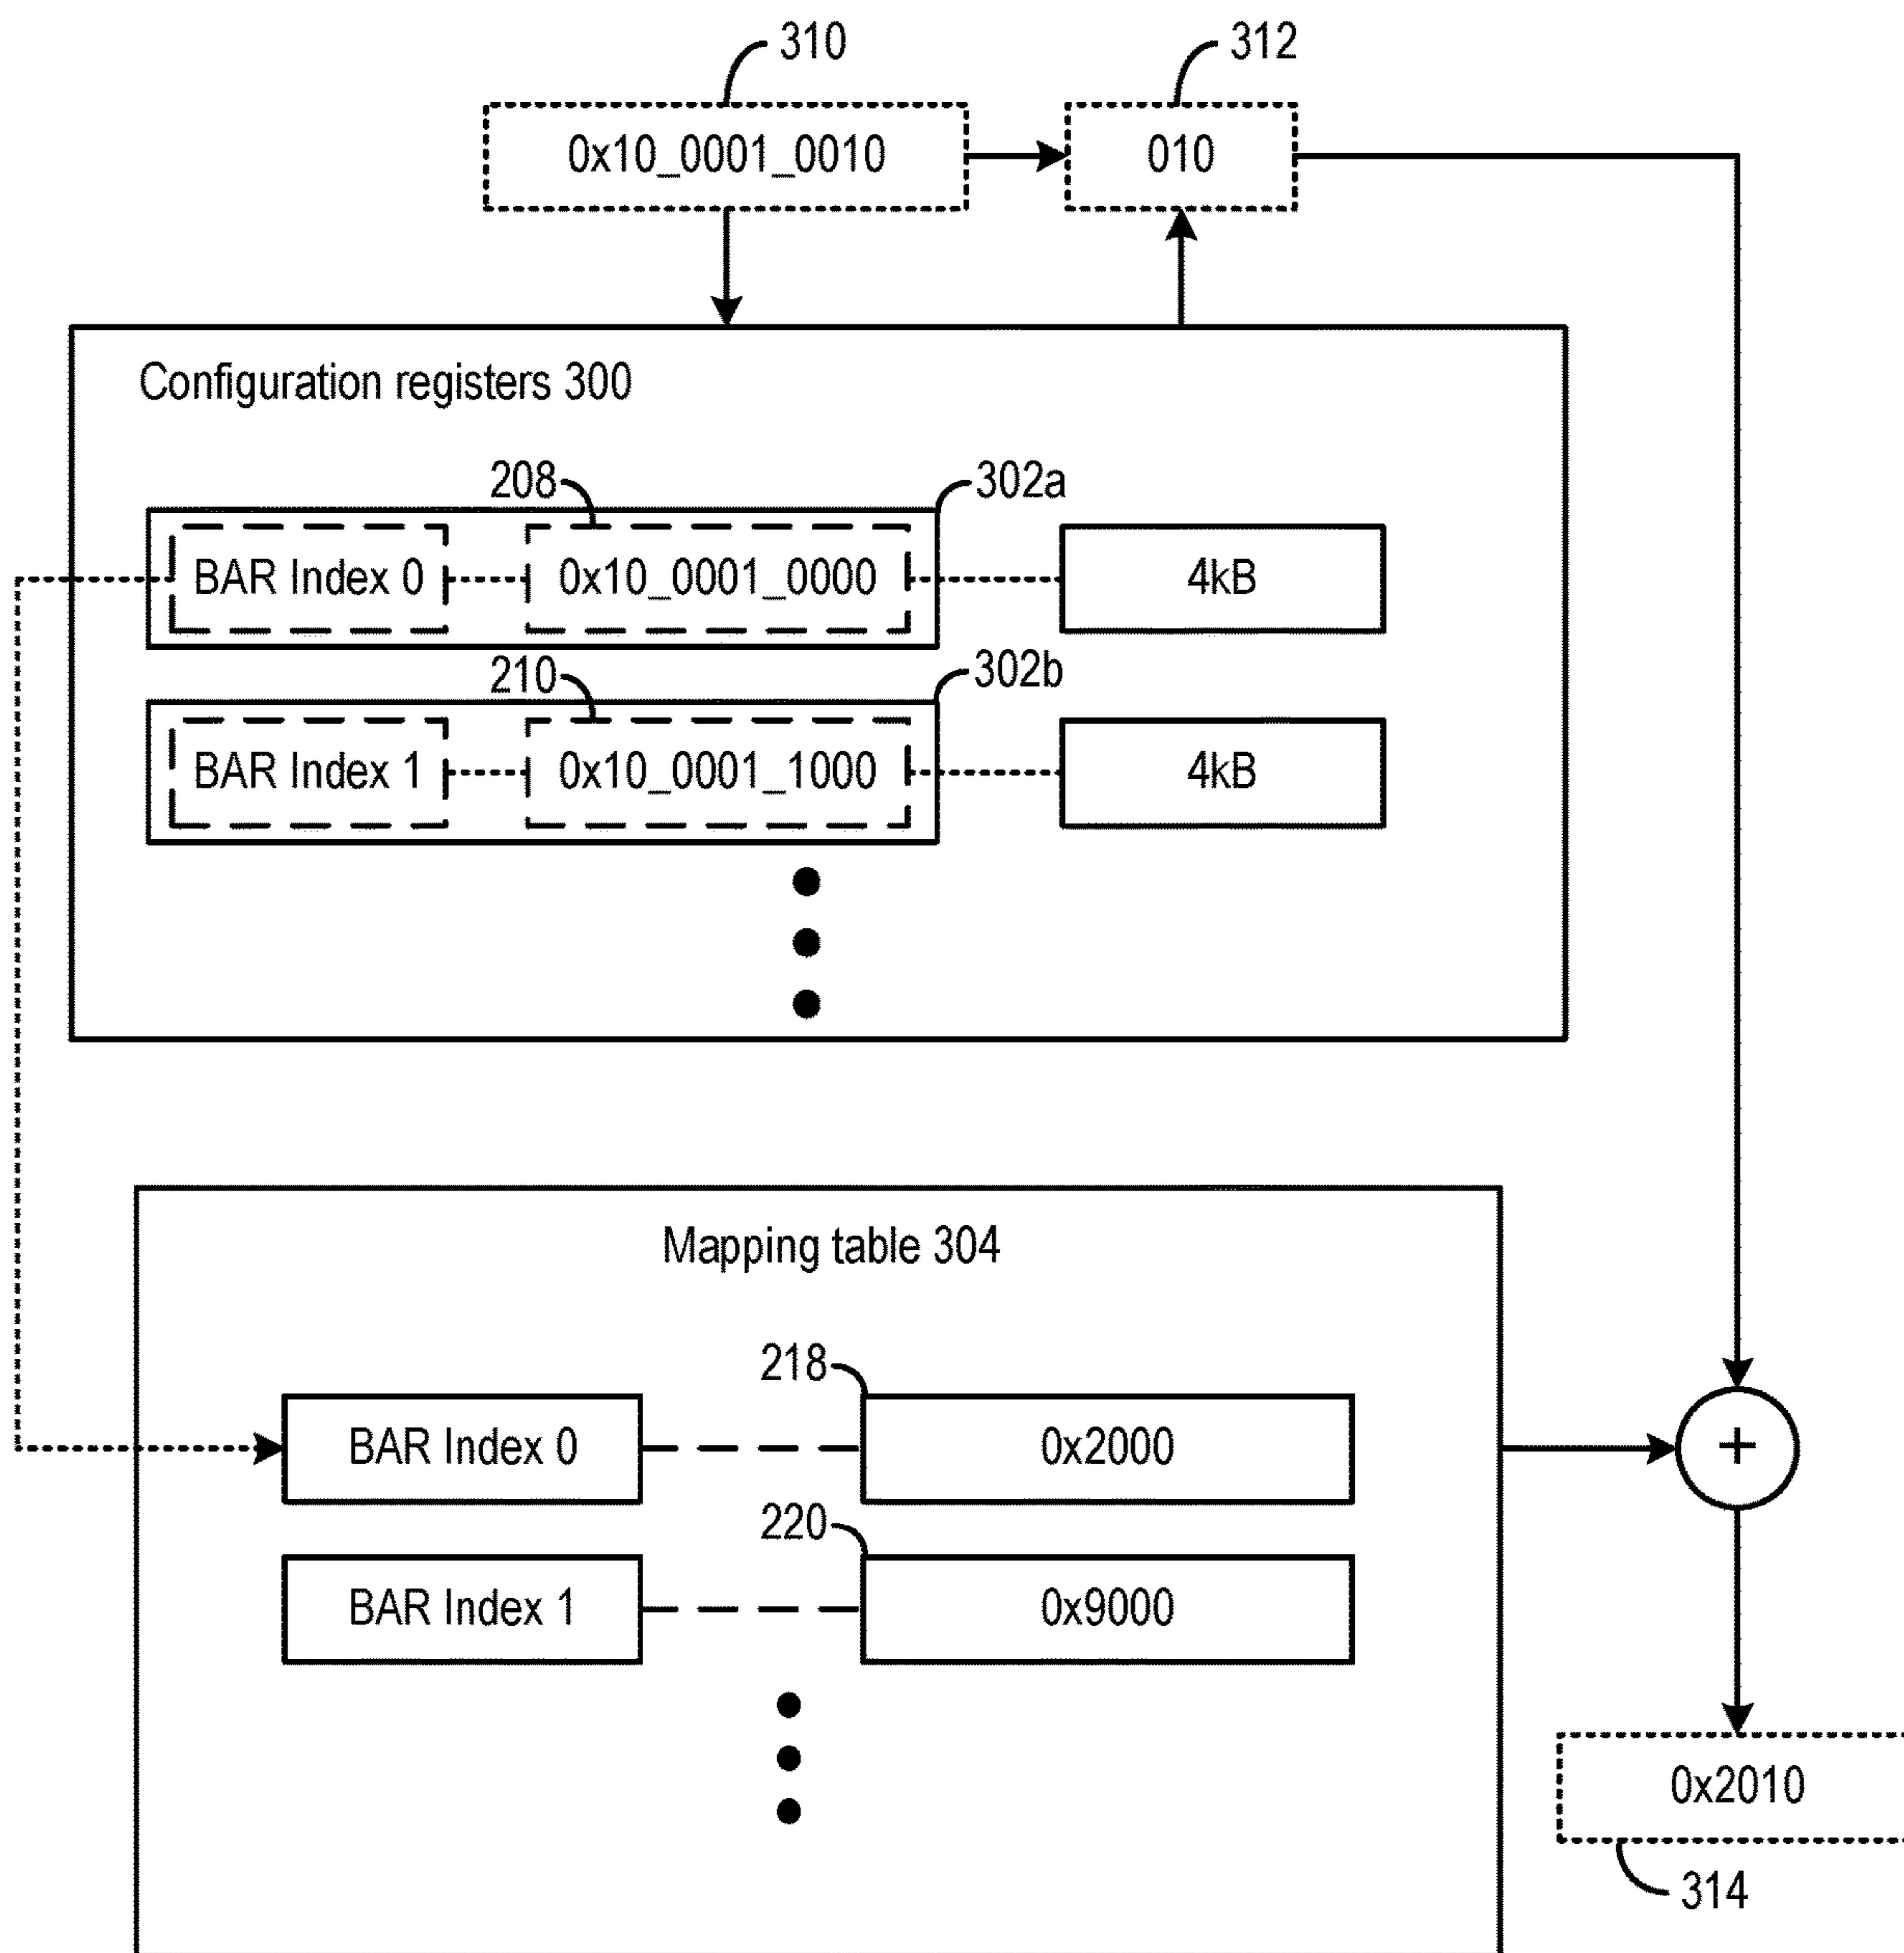 310
312
0x10_0001_0010
010
Configuration registers 300
208
302a
BAR Index 0
0x10_0001_0000
4kB
210
302b
BAR Index 1
0x10_0001_1000
4kB
Mapping table 304
218
BAR Index 0
0x2000
+
220
BAR Index 1
0x9000
0x2010
314